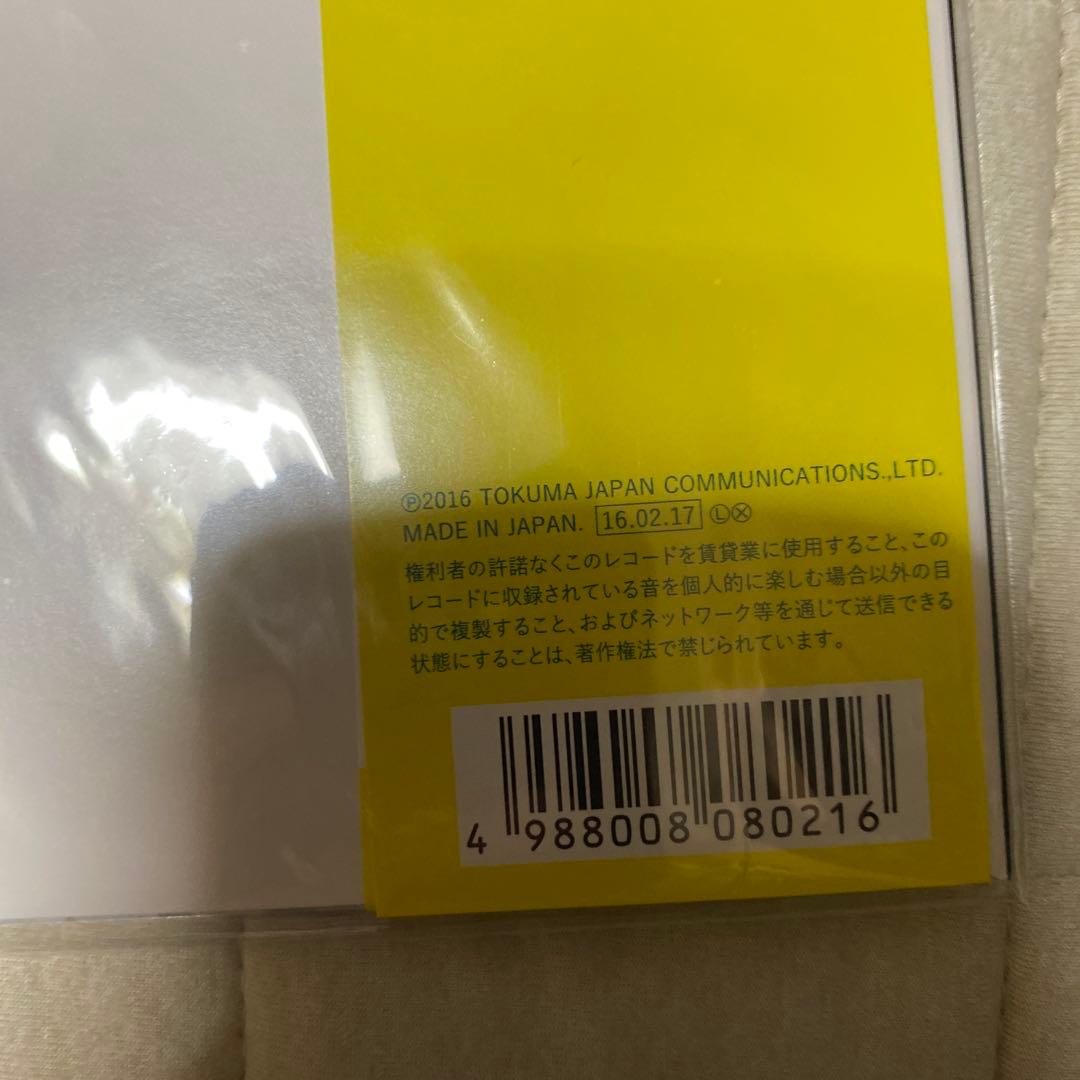 Ⓟ2016 TOKUMA JAPAN COMMUNICATIONS.,LTD.
MADE IN JAPAN. 16.02.17 ⓁⓍ
権利者の許諾なくこのレコードを賃貸業に使用すること、この
レコードに収録されている音を個人的に楽しむ場合以外の目
的で複製すること、およびネットワーク等を通じて送信できる
状態にすることは、著作権法で禁じられています。
4 988008 080216